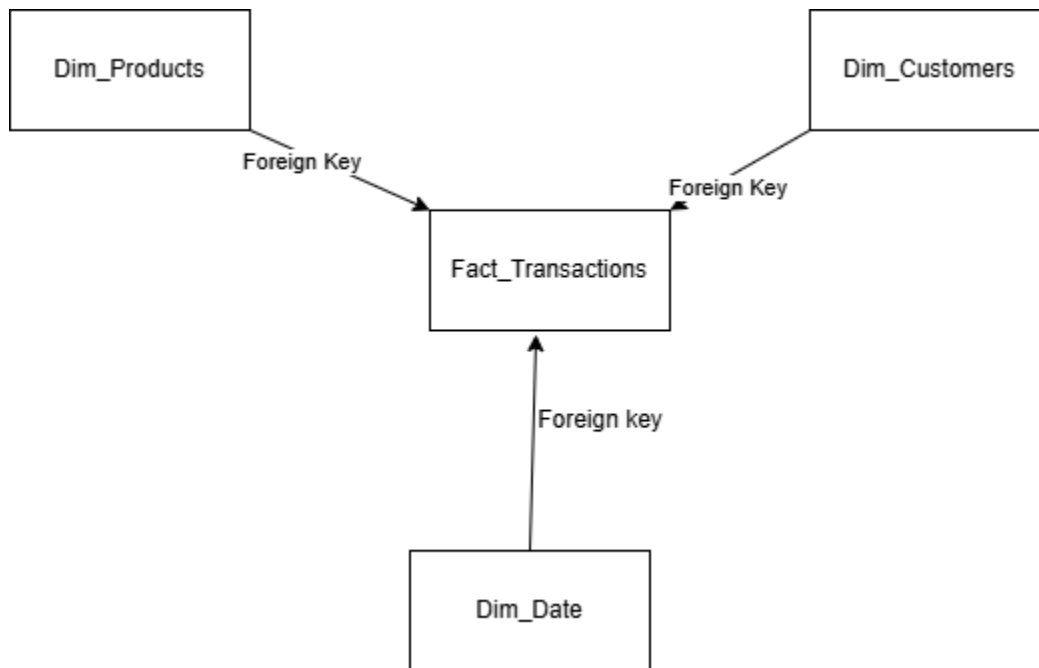 Dim_Products
Dim_Customers
Foreign Key
Foreign Key
Fact_Transactions
Foreign key
Dim_Date